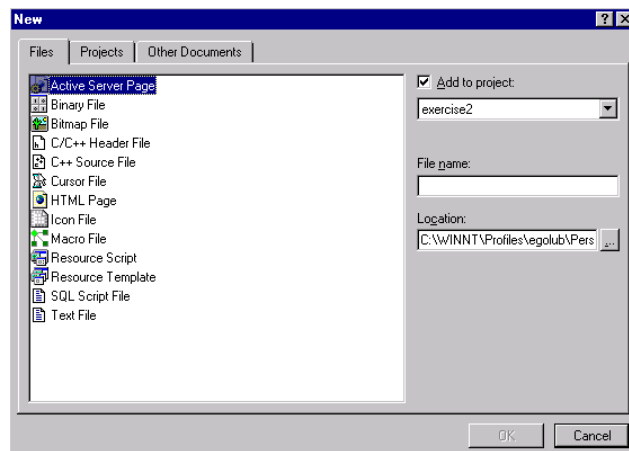 New
Files Projects Other Documents
Active Server Page
Binary File
Bitmap File
C/C++ Header File
C++ Source File
Cursor File
HTML Page
Icon File
Macro File
Resource Script
Resource Template
SQL Script File
Text File
Add to project:
exercise2
File name:
Location:
C:\WINNT\Profiles\egolub\Pers ...
OK Cancel